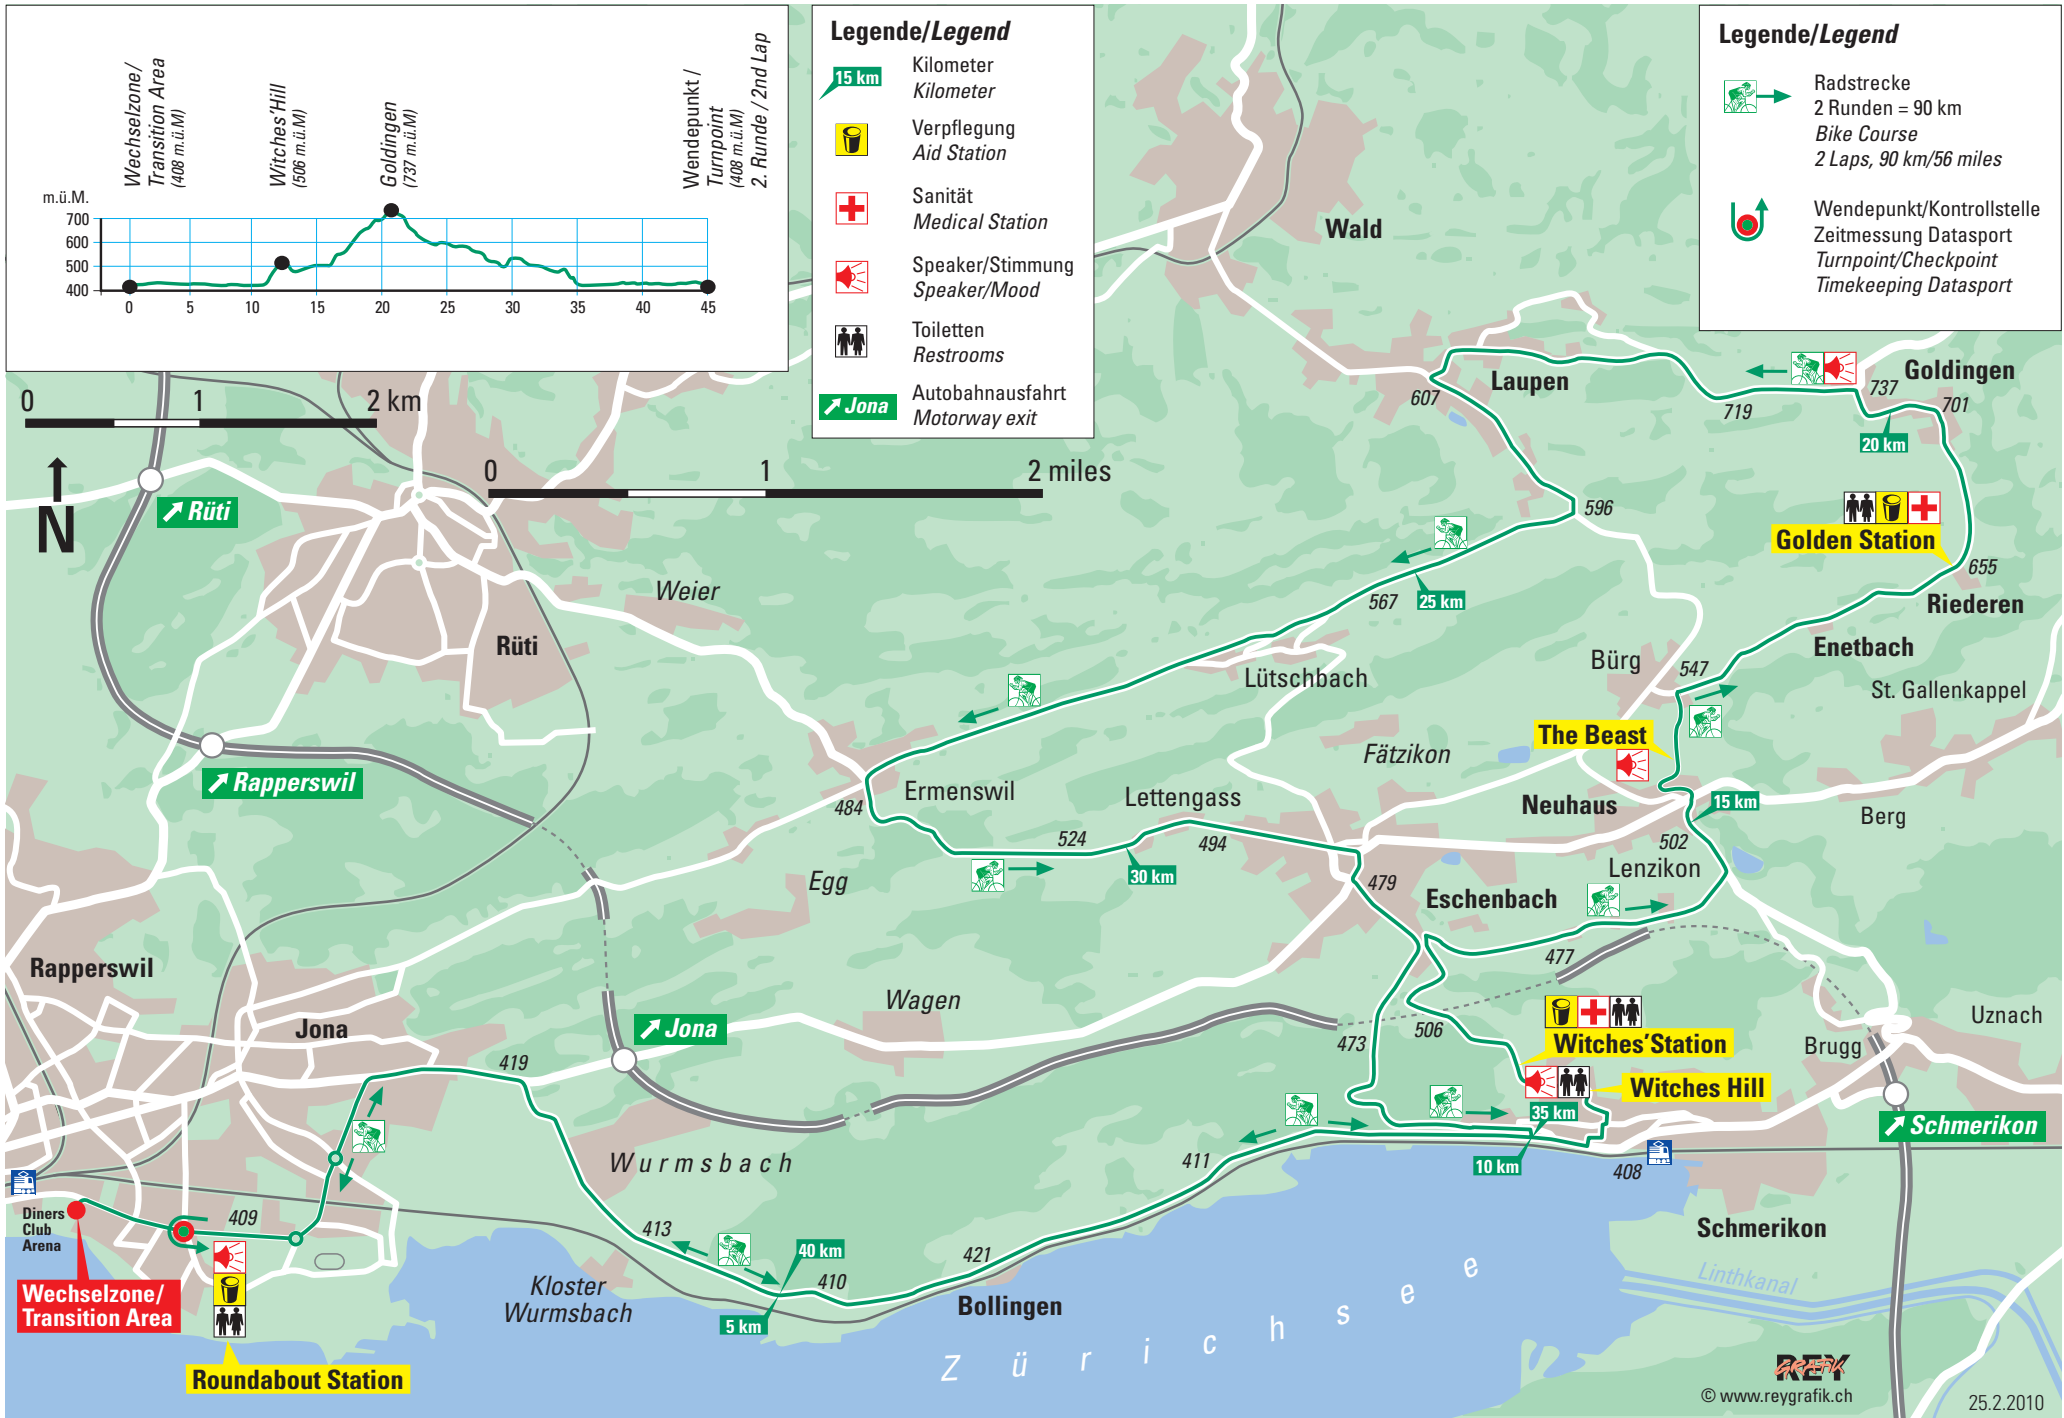 Wechselzone/
Transition Area
(408 m.ü.M)
Witches'Hill
(506 m.ü.M)
Goldingen
(737 m.ü.M)
Wendepunkt /
Turnpoint
(408 m.ü.M)
2. Runde / 2nd Lap
m.ü.M.
700
600
500
400
0 5 10 15 20 25 30 35 40 45
Legende/Legend
15 km
Kilometer
Kilometer
Verpflegung
Aid Station
Sanität
Medical Station
Speaker/Stimmung
Speaker/Mood
Toiletten
Restrooms
Jona
Autobahnausfahrt
Motorway exit
Legende/Legend
Radstrecke
2 Runden = 90 km
Bike Course
2 Laps, 90 km/56 miles
Wendepunkt/Kontrollstelle
Zeitmessung Datasport
Turnpoint/Checkpoint
Timekeeping Datasport
0 1 2 km
0 1 2 miles
N
Wald
Laupen
607
719
737
Goldingen
701
20 km
Rüti
596
Golden Station
655
Riederen
Weier
567
25 km
Rüti
Enetbach
Bürg
547
St. Gallenkappel
Lütschbach
The Beast
Fätzikon
Rapperswil
Ermenswil
484
Lettengass
Neuhaus
15 km
Berg
524
494
502
30 km
Lenzikon
Egg
479
Eschenbach
477
Rapperswil
Wagen
Jona
Jona
506
473
Witches'Station
Uznach
Brugg
419
Witches Hill
35 km
Schmerikon
Wurmsbach
411
10 km
408
Diners
Club
Arena
409
413
40 km
410
421
Schmerikon
Wechselzone/
Transition Area
Kloster
Wurmsbach
5 km
Bollingen
Linthkanal
Zürichsee
Roundabout Station
REY
GRAFIK
© www.reygrafik.ch
25.2.2010